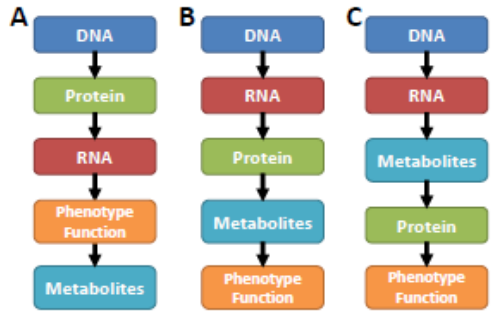 A
DNA
Protein
RNA
Phenotype
Function
Metabolites
B
DNA
RNA
Protein
Metabolites
Phenotype
Function
C
DNA
RNA
Metabolites
Protein
Phenotype
Function